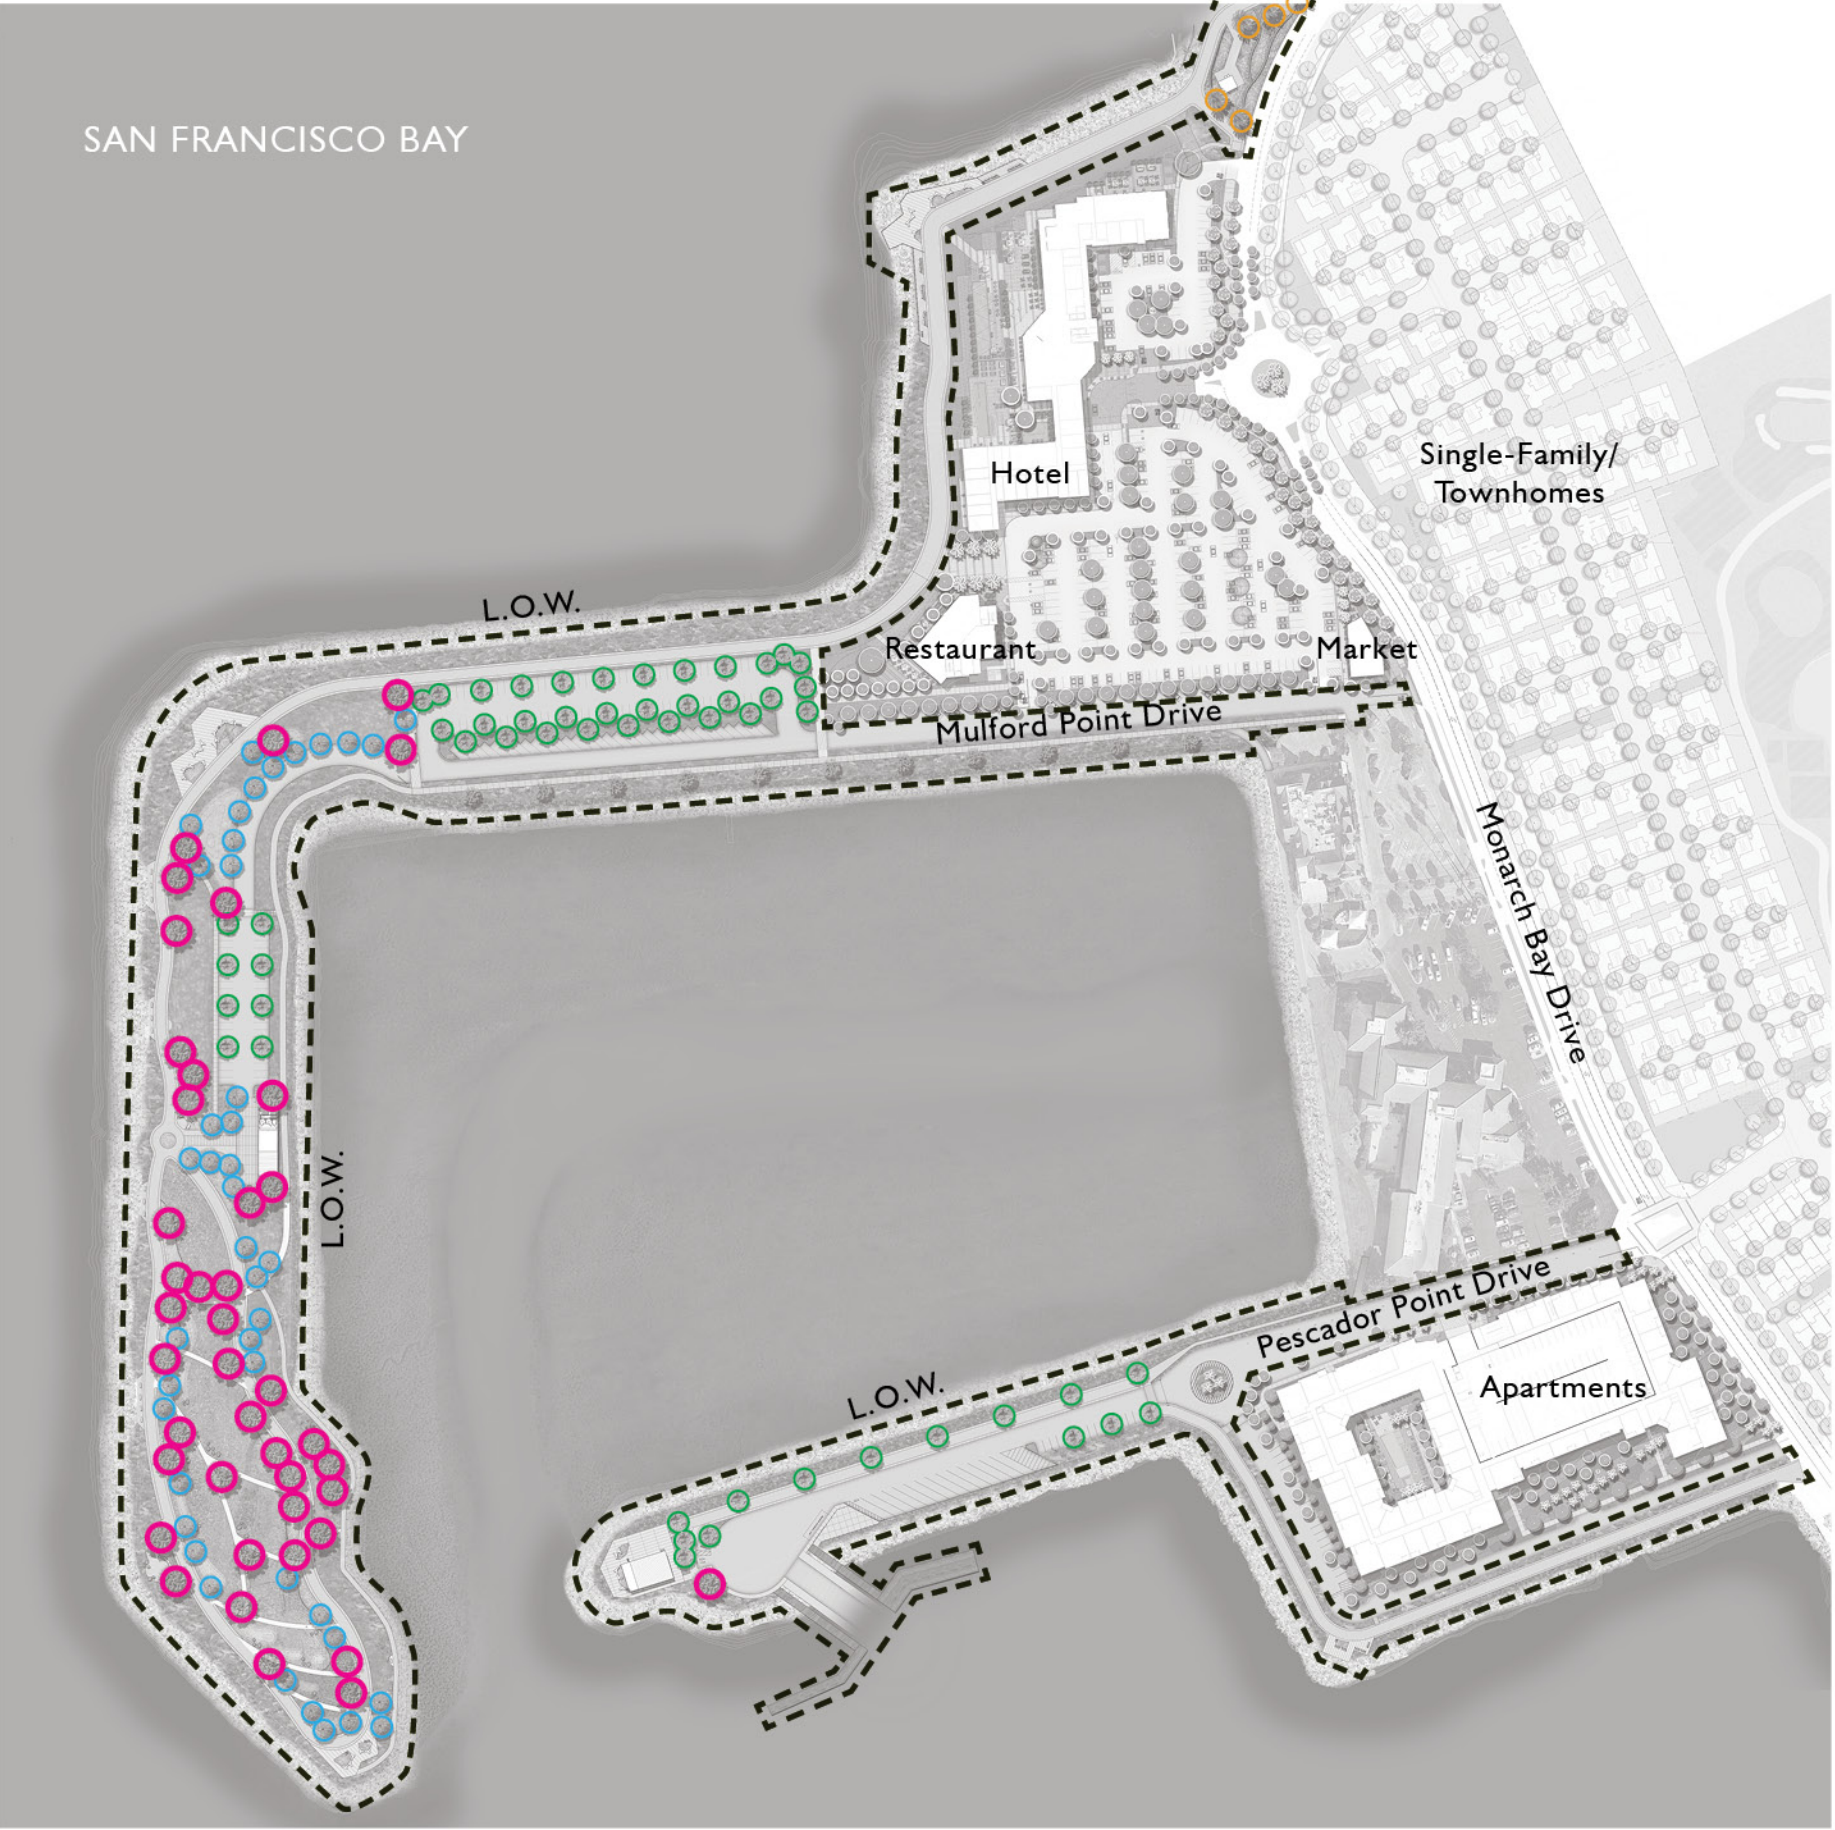 SAN FRANCISCO BAY
Single-Family/
Townhomes
Hotel
L.O.W.
Restaurant
Market
Mulford Point Drive
Monarch Bay Drive
L.O.W.
Pescador Point Drive
L.O.W.
Apartments